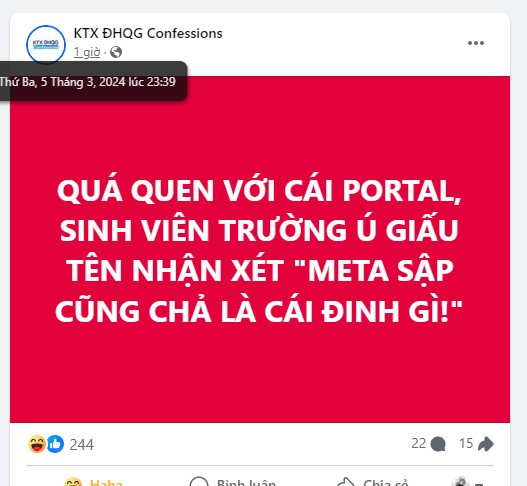 KTX ĐHQG
KTX ĐHQG Confessions
1 giờ
Thứ Ba, 5 Tháng 3, 2024 lúc 23:39
QUÁ QUEN VỚI CÁI PORTAL,
SINH VIÊN TRƯỜNG Ú GIẤU
TÊN NHẬN XÉT "META SẬP
CŨNG CHẢ LÀ CÁI ĐINH GÌ!"
244
22
15
Haha
Bình luận
Chia sẻ